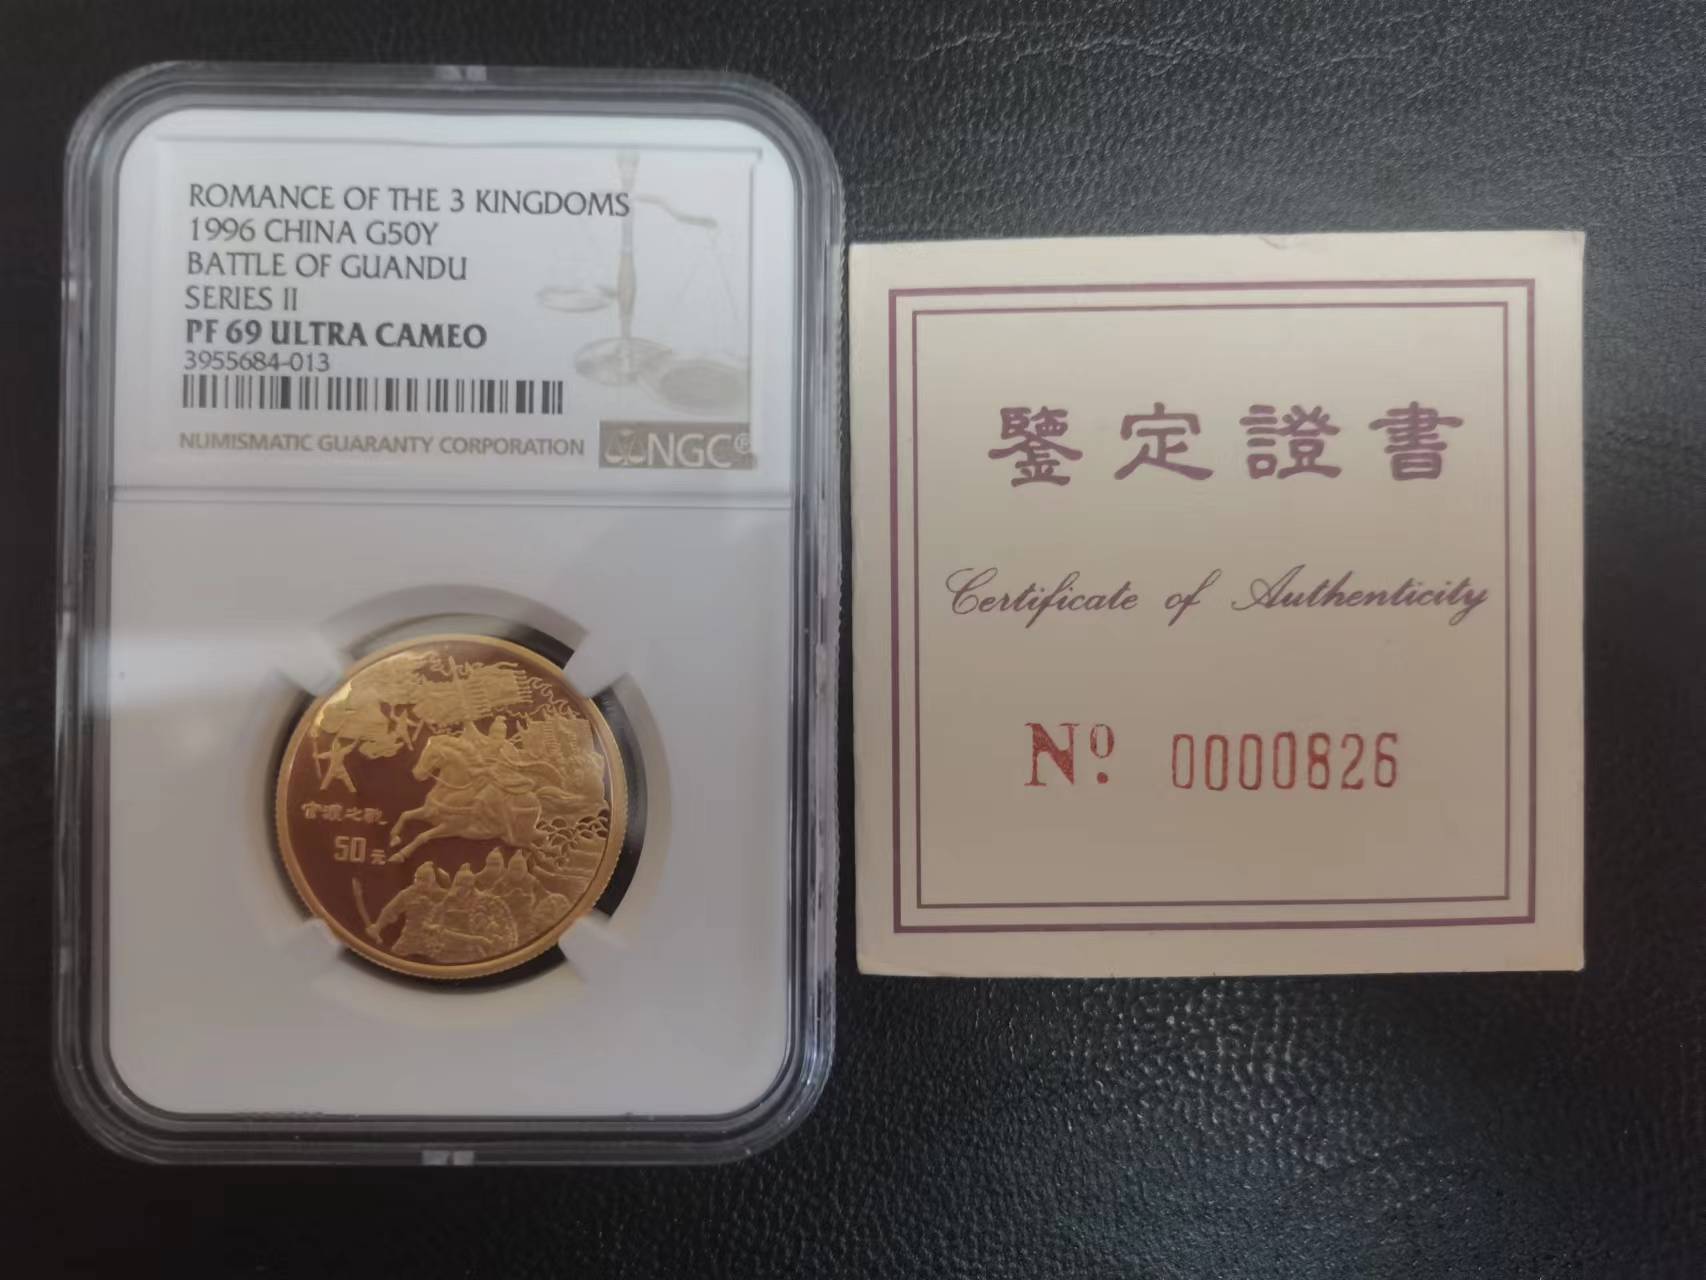 ROMANCE OF THE 3 KINGDOMS
1996 CHINA G50Y
BATTLE OF GUANDU
SERIES II
PF 69 ULTRA CAMEO
3955684-013
NUMISMATIC GUARANTY CORPORATION
NGC®
官渡之戰
50元
鑒定證書
Certificate of Authenticity
Nº. 0000826